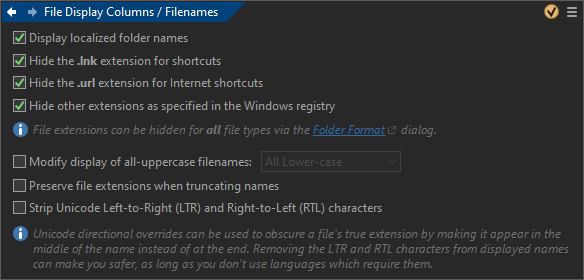 File Display Columns / Filenames
Display localized folder names
Hide the .lnk extension for shortcuts
Hide the .url extension for Internet shortcuts
Hide other extensions as specified in the Windows registry
File extensions can be hidden for all file types via the Folder Format dialog.
Modify display of all-uppercase filenames: All Lower-case
Preserve file extensions when truncating names
Strip Unicode Left-to-Right (LTR) and Right-to-Left (RTL) characters
Unicode directional overrides can be used to obscure a file's true extension by making it appear in the
middle of the name instead of at the end. Removing the LTR and RTL characters from displayed names
can make you safer, as long as you don't use languages which require them.